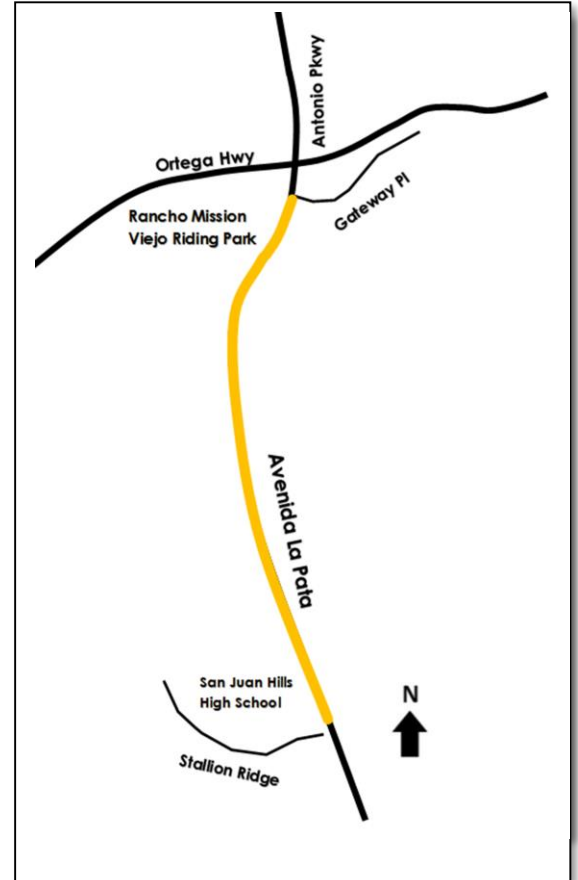 Antonio Pkwy
Ortega Hwy
Gateway Pl
Rancho Mission
Viejo Riding Park
Avenida La Pata
San Juan Hills
High School
N
Stallion Ridge